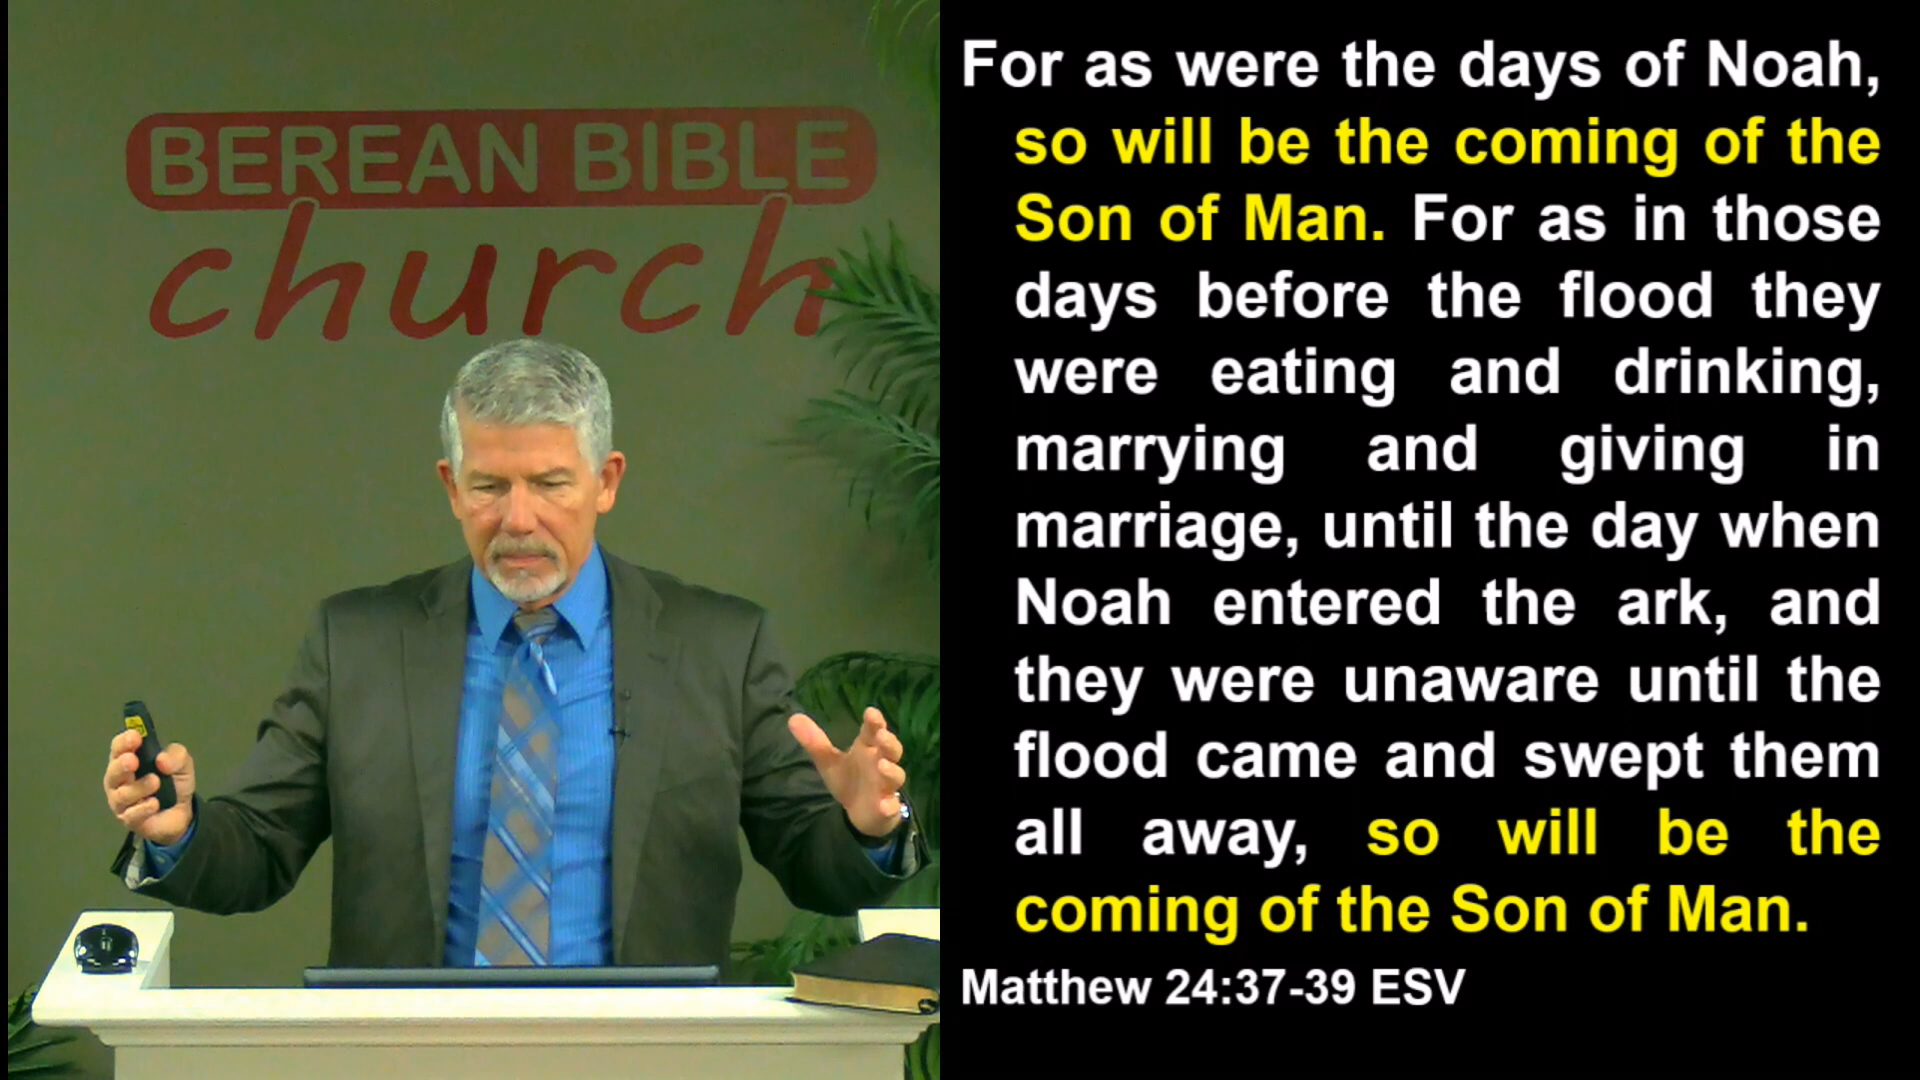 BEREAN BIBLE
church
For as were the days of Noah,
so will be the coming of the
Son of Man. For as in those
days before the flood they
were eating and drinking,
marrying and giving in
marriage, until the day when
Noah entered the ark, and
they were unaware until the
flood came and swept them
all away, so will be the
coming of the Son of Man.
Matthew 24:37-39 ESV